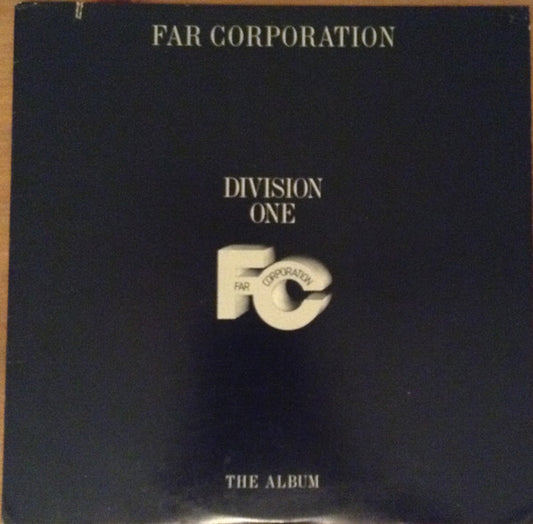 FAR CORPORATION
DIVISION
ONE
FC
FAR CORPORATION
THE ALBUM